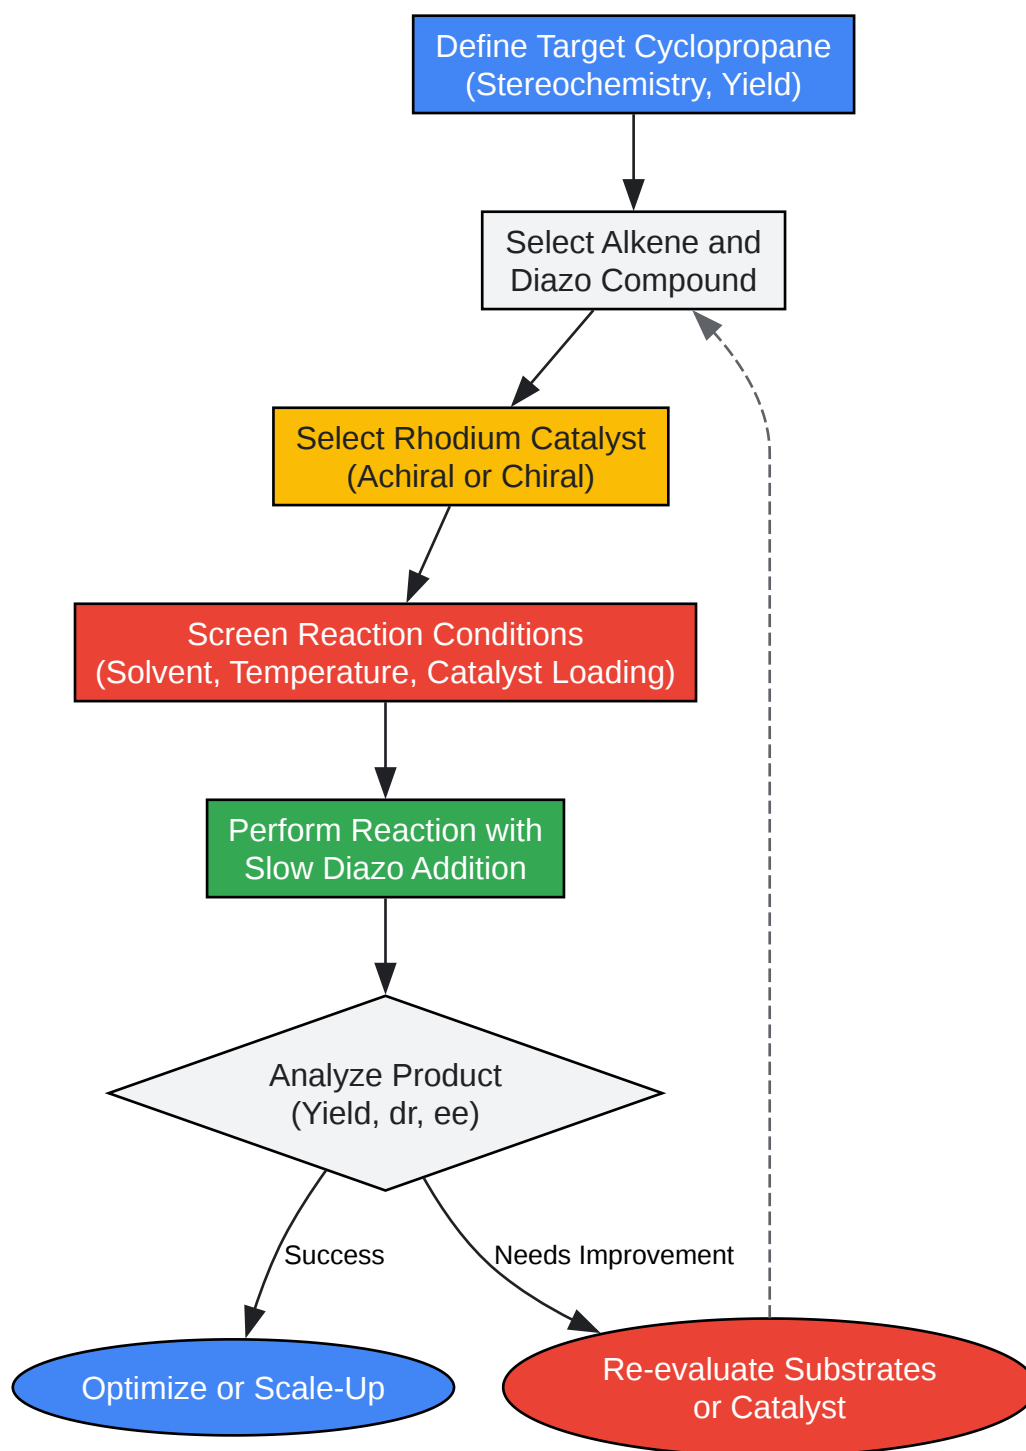 Define Target Cyclopropane
(Stereochemistry, Yield)
Select Alkene and
Diazo Compound
Select Rhodium Catalyst
(Achiral or Chiral)
Screen Reaction Conditions
(Solvent, Temperature, Catalyst Loading)
Perform Reaction with
Slow Diazo Addition
Analyze Product
(Yield, dr, ee)
Success
Needs Improvement
Optimize or Scale-Up
Re-evaluate Substrates
or Catalyst